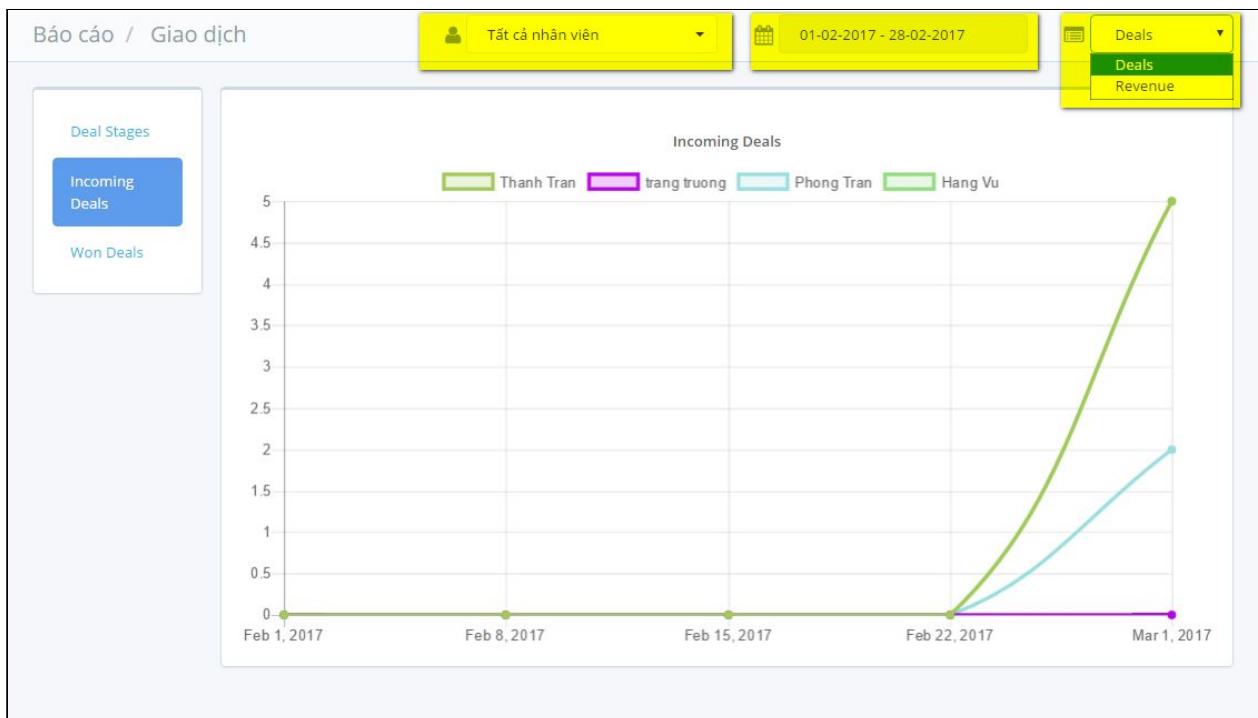 Báo cáo / Giao dịch
Tất cả nhân viên
01-02-2017 - 28-02-2017
Deals
Deals
Revenue
Deal Stages
Incoming
Deals
Won Deals
Incoming Deals
Thanh Tran trang truong Phong Tran Hang Vu
5
4.5
4
3.5
3
2.5
2
1.5
1
0.5
0
Feb 1, 2017 Feb 8, 2017 Feb 15, 2017 Feb 22, 2017 Mar 1, 2017